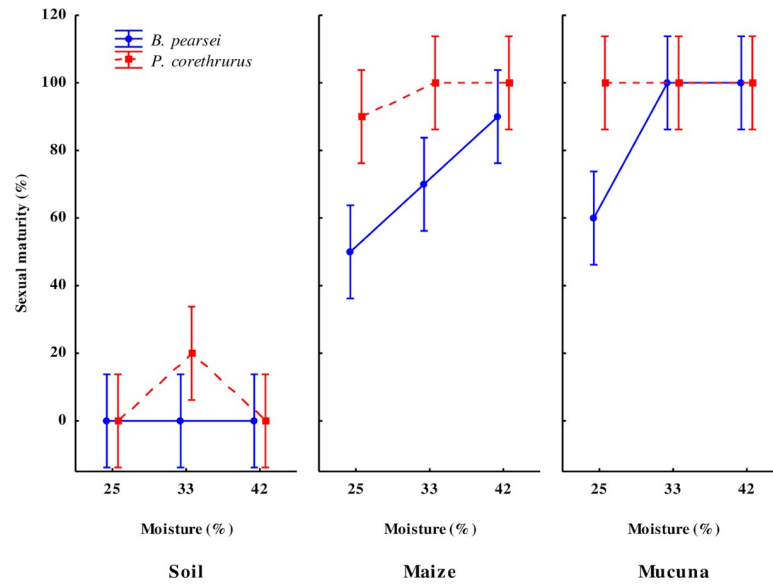 120
100
80
60
40
20
0
Sexual maturity (%)
B. pearsei
P. corethrurus
25 33 42
25 33 42
25 33 42
Moisture (%)
Moisture (%)
Moisture (%)
Soil
Maize
Mucuna